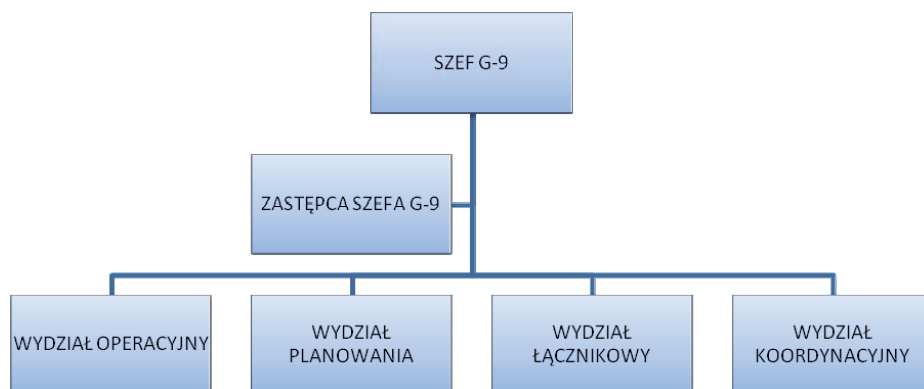 SZEF G-9
ZASTĘPCA SZEFA G-9
WYDZIAŁ OPERACYJNY
WYDZIAŁ
PLANOWANIA
WYDZIAŁ
ŁĄCZNIKOWY
WYDZIAŁ
KOORDYNACYJNY